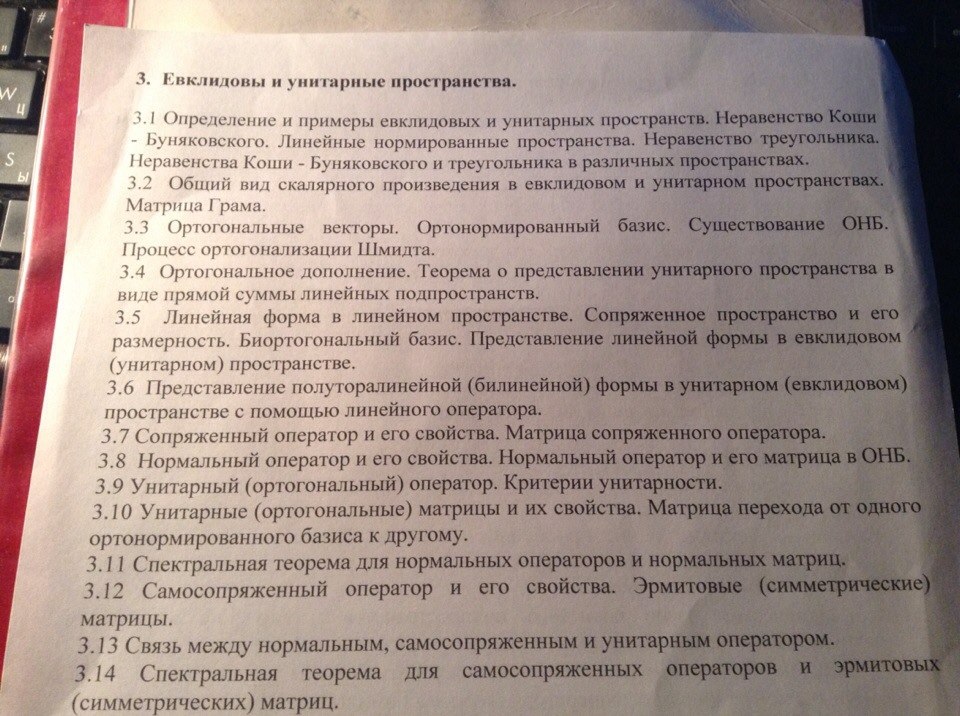 3. Евклидовы и унитарные пространства.
3.1 Определение и примеры евклидовых и унитарных пространств. Неравенство Коши
- Буняковского. Линейные нормированные пространства. Неравенство треугольника.
Неравенства Коши - Буняковского и треугольника в различных пространствах.
3.2 Общий вид скалярного произведения в евклидовом и унитарном пространствах.
Матрица Грама.
3.3 Ортогональные векторы. Ортонормированный базис. Существование ОНБ.
Процесс ортогонализации Шмидта.
3.4 Ортогональное дополнение. Теорема о представлении унитарного пространства в
виде прямой суммы линейных подпространств.
3.5 Линейная форма в линейном пространстве. Сопряженное пространство и его
размерность. Биортогональный базис. Представление линейной формы в евклидовом
(унитарном) пространстве.
3.6 Представление полуторалинейной (билинейной) формы в унитарном (евклидовом)
пространстве с помощью линейного оператора.
3.7 Сопряженный оператор и его свойства. Матрица сопряженного оператора.
3.8 Нормальный оператор и его свойства. Нормальный оператор и его матрица в ОНБ.
3.9 Унитарный (ортогональный) оператор. Критерии унитарности.
3.10 Унитарные (ортогональные) матрицы и их свойства. Матрица перехода от одного
ортонормированного базиса к другому.
3.11 Спектральная теорема для нормальных операторов и нормальных матриц.
3.12 Самосопряженный оператор и его свойства. Эрмитовые (симметрические)
матрицы.
3.13 Связь между нормальным, самосопряженным и унитарным оператором.
3.14 Спектральная теорема для самосопряженных операторов и эрмитовых
(симметрических) матриц.
W
Ц
S
Ы
#
3